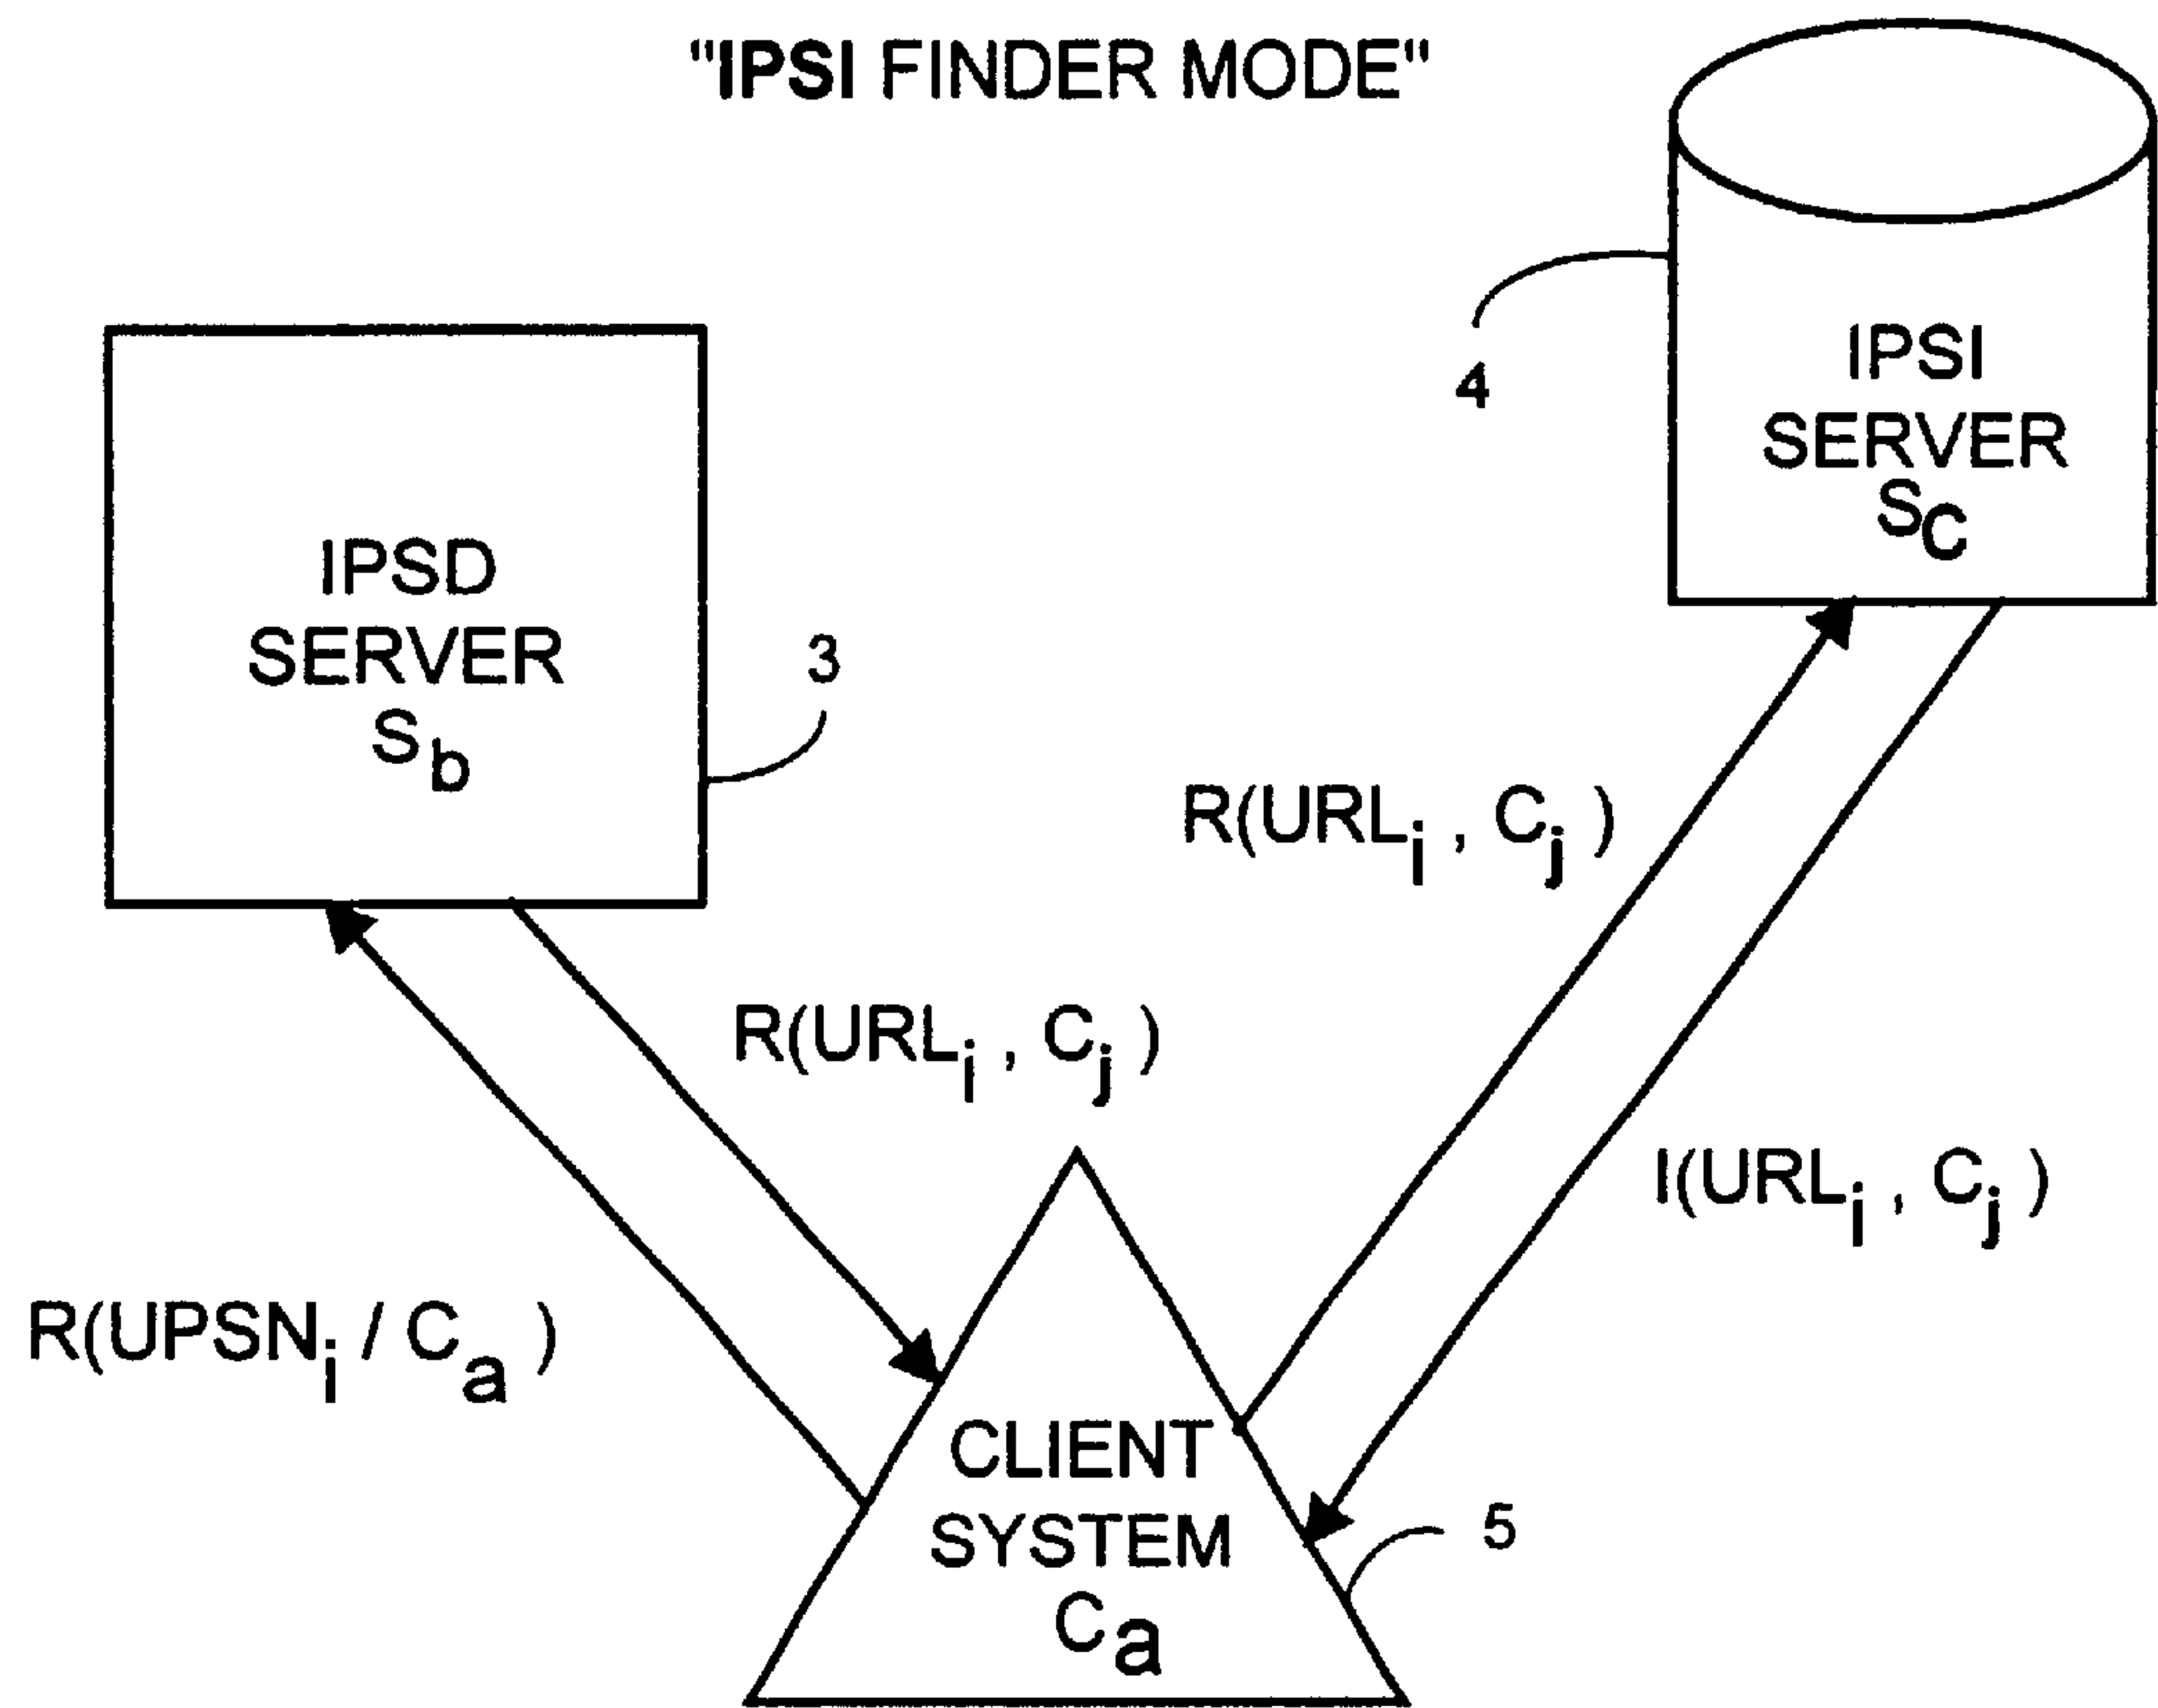 "IPSI FINDER MODE"
IPSI
SERVER
Sc
4
IPSD
SERVER
Sb
3
R(URLi , Cj )
R(URLi , Cj )
I(URLi , Cj )
R(UPSNi / Ca )
CLIENT
SYSTEM
Ca
5